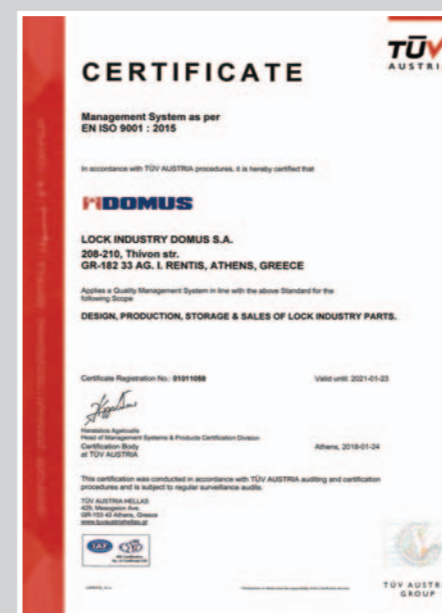 TÜV
AUSTRIA
CERTIFICATE
Management System as per
EN ISO 9001 : 2015
In accordance with TÜV AUSTRIA procedures, it is hereby certified that
DOMUS
LOCK INDUSTRY DOMUS S.A.
208-210, Thivon str.
GR-182 33 AG. I. RENTIS, ATHENS, GREECE
Applies a Quality Management System in line with the above Standard for the
following Scope
DESIGN, PRODUCTION, STORAGE & SALES OF LOCK INDUSTRY PARTS.
Certificate Registration No.: 01011058
Valid until: 2021-01-23
Head of Management Systems & Products Certification Division
Certification Body
at TÜV AUSTRIA
Athens, 2018-01-24
This certification was conducted in accordance with TÜV AUSTRIA auditing and certification
procedures and is subject to regular surveillance audits.
TÜV AUSTRIA HELLAS
429, Mesogeion Ave.
GR-153 43 Athens, Greece
www.tuvaustriahellas.gr
IAF
TÜV AUSTRIA
GROUP